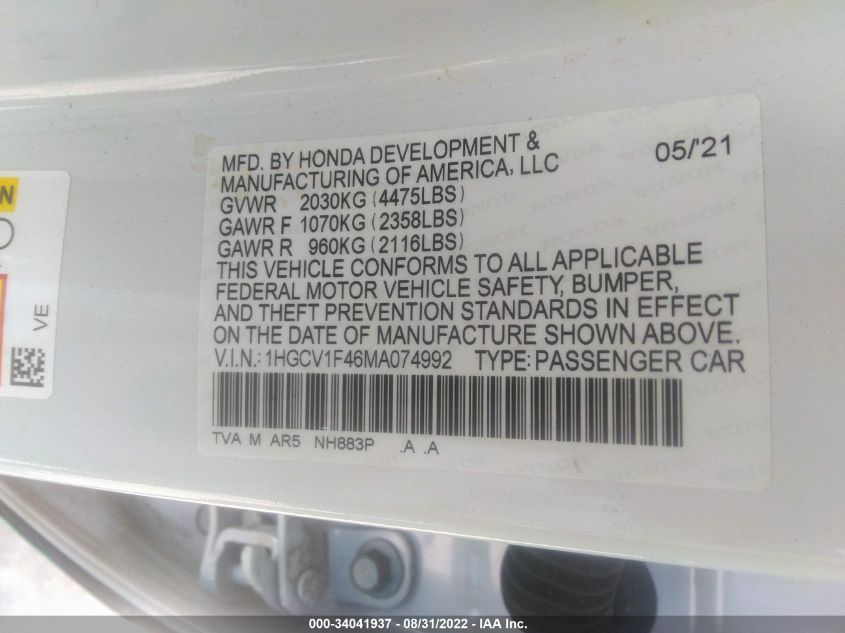 MFD. BY HONDA DEVELOPMENT & 05/'21
MANUFACTURING OF AMERICA, LLC
GVWR 2030KG (4475LBS)
GAWR F 1070KG (2358LBS)
GAWR R 960KG (2116LBS)
THIS VEHICLE CONFORMS TO ALL APPLICABLE
FEDERAL MOTOR VEHICLE SAFETY, BUMPER,
AND THEFT PREVENTION STANDARDS IN EFFECT
ON THE DATE OF MANUFACTURE SHOWN ABOVE.
V.I.N.: 1HGCV1F46MA074992 TYPE: PASSENGER CAR
TVA M AR5 NH883P .A .A
VE
000-34041937 - 08/31/2022 - IAA Inc.